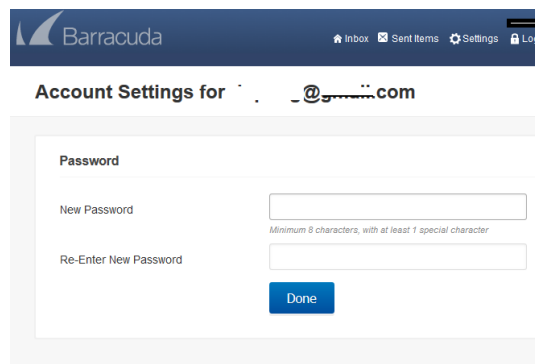 Barracuda
Inbox Sent Items Settings
Account Settings for @gmail.com
Password
New Password
Minimum 8 characters, with at least 1 special character
Re-Enter New Password
Done